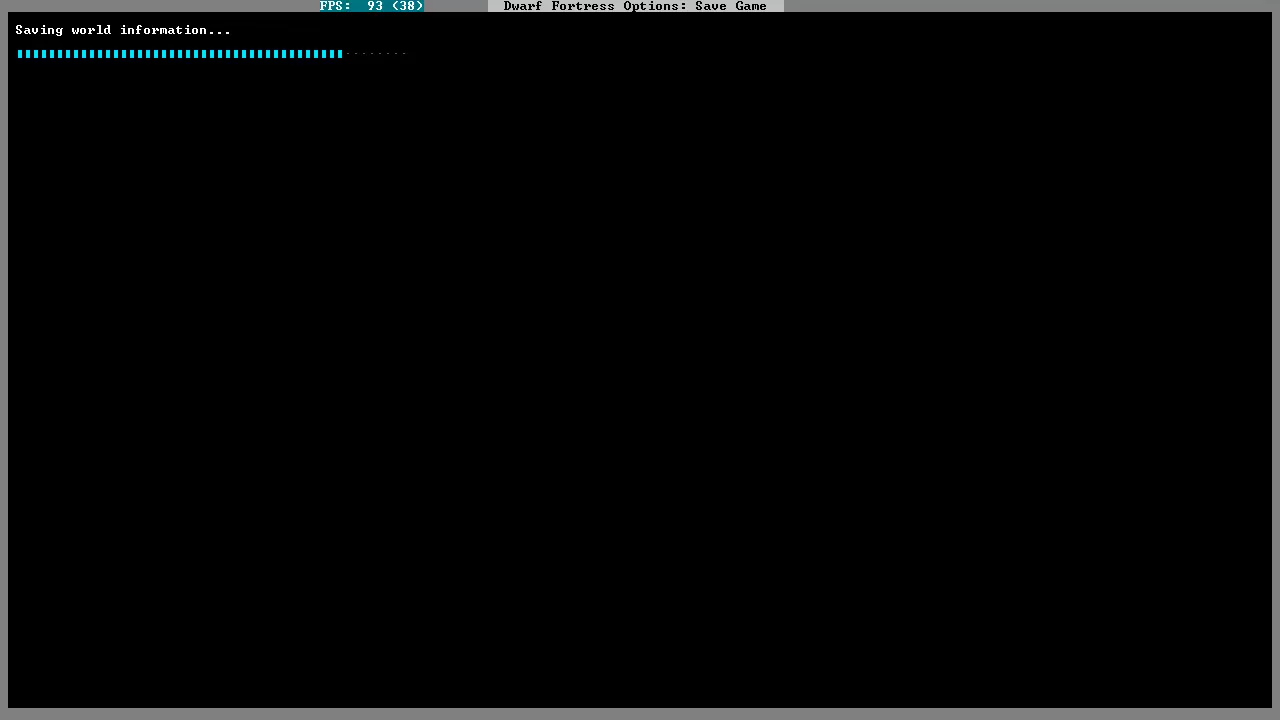 FPS:  93 (38) Dwarf Fortress Options: Save Game
Saving world information...